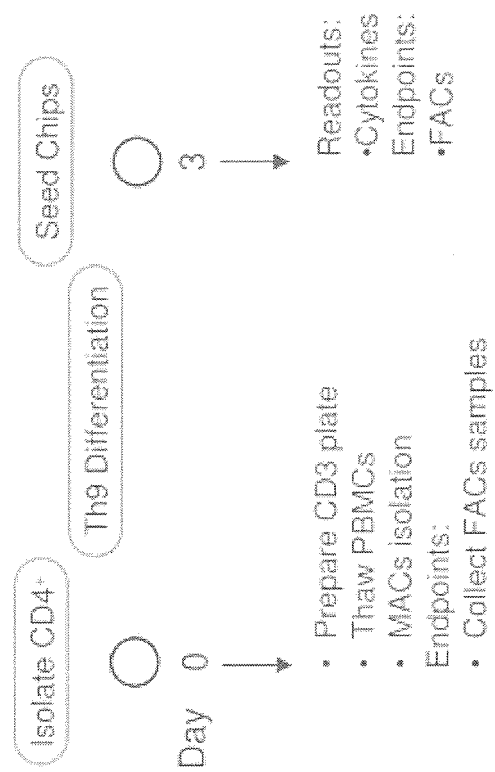 Isolate CD4+
Th9 Differentiation
Seed Chips
Day 0
3
• Prepare CD3 plate
• Thaw PBMCs
• MACs isolation
Endpoints:
• Collect FACs samples
Readouts:
•Cytokines
Endpoints:
•FACs